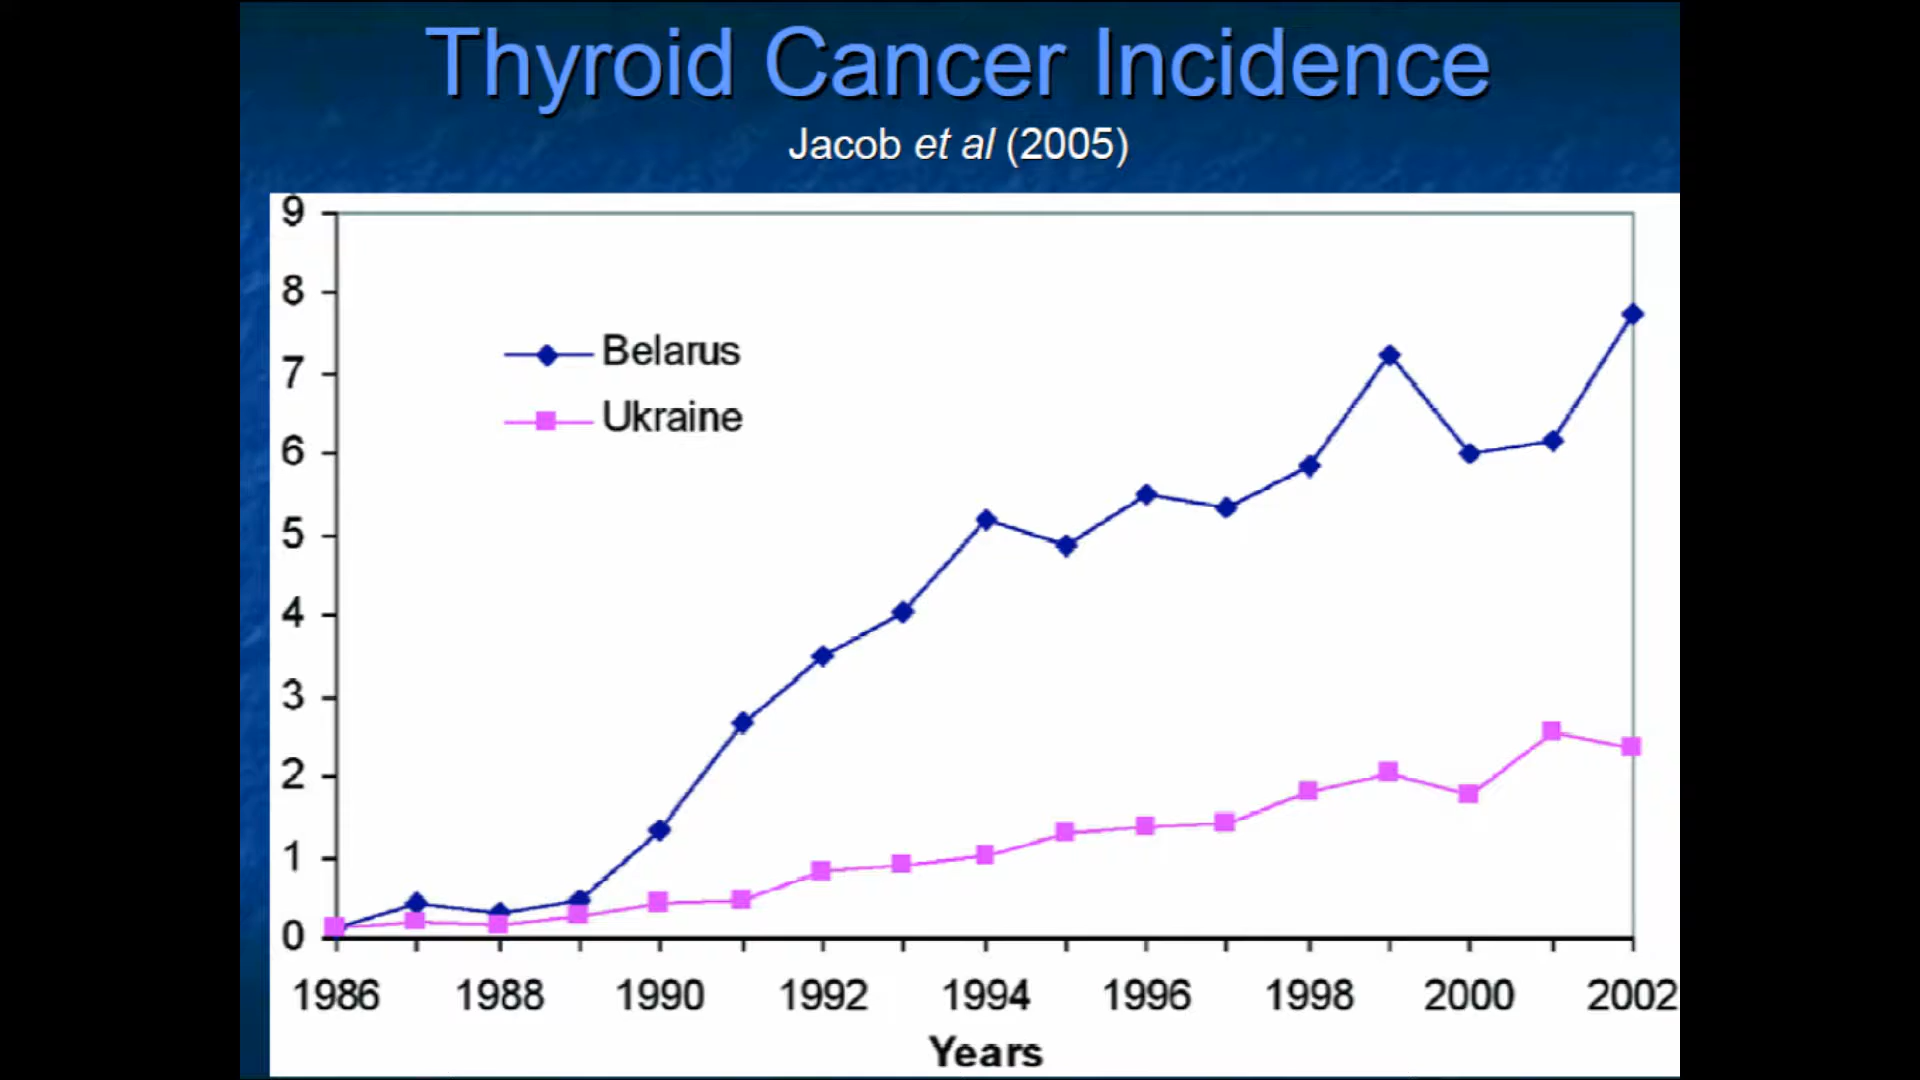 Thyroid Cancer Incidence
Jacob et al (2005)
9
8
7
6
5
4
3
2
1
0
Belarus
Ukraine
1986 1988 1990 1992 1994 1996 1998 2000 2002
Years